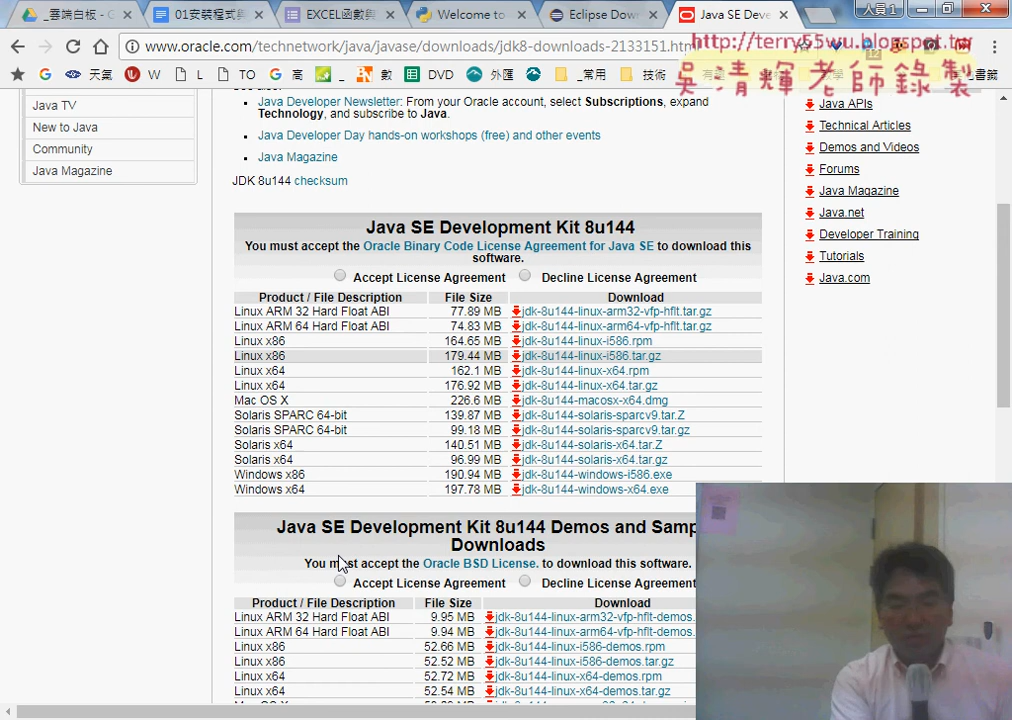 _雲端白板 - G
01安裝程式與
EXCEL函數與
Welcome to
Eclipse Dow
Java SE Deve
人員1
www.oracle.com/technetwork/java/javase/downloads/jdk8-downloads-2133151.html
http://terry55wu.blogspot.tw
吳清輝老師錄製
天氣
W
L
TO
高
_
數
DVD
外匯
_常用
技術
Java TV
New to Java
Community
Java Magazine
Java Developer Newsletter: From your Oracle account, select Subscriptions, expand
Technology, and subscribe to Java.
Java Developer Day hands-on workshops (free) and other events
Java Magazine
JDK 8u144 checksum
Java SE Development Kit 8u144
You must accept the Oracle Binary Code License Agreement for Java SE to download this
software.
Accept License Agreement Decline License Agreement
Product / File Description File Size Download
Linux ARM 32 Hard Float ABI 77.89 MB jdk-8u144-linux-arm32-vfp-hflt.tar.gz
Linux ARM 64 Hard Float ABI 74.83 MB jdk-8u144-linux-arm64-vfp-hflt.tar.gz
Linux x86 164.65 MB jdk-8u144-linux-i586.rpm
Linux x86 179.44 MB jdk-8u144-linux-i586.tar.gz
Linux x64 162.1 MB jdk-8u144-linux-x64.rpm
Linux x64 176.92 MB jdk-8u144-linux-x64.tar.gz
Mac OS X 226.6 MB jdk-8u144-macosx-x64.dmg
Solaris SPARC 64-bit 139.87 MB jdk-8u144-solaris-sparcv9.tar.Z
Solaris SPARC 64-bit 99.18 MB jdk-8u144-solaris-sparcv9.tar.gz
Solaris x64 140.51 MB jdk-8u144-solaris-x64.tar.Z
Solaris x64 96.99 MB jdk-8u144-solaris-x64.tar.gz
Windows x86 190.94 MB jdk-8u144-windows-i586.exe
Windows x64 197.78 MB jdk-8u144-windows-x64.exe
Java SE Development Kit 8u144 Demos and Samp
Downloads
You must accept the Oracle BSD License. to download this software.
Accept License Agreement Decline License Agreement
Product / File Description File Size Download
Linux ARM 32 Hard Float ABI 9.95 MB jdk-8u144-linux-arm32-vfp-hflt-demos.
Linux ARM 64 Hard Float ABI 9.94 MB jdk-8u144-linux-arm64-vfp-hflt-demos.
Linux x86 52.66 MB jdk-8u144-linux-i586-demos.rpm
Linux x86 52.52 MB jdk-8u144-linux-i586-demos.tar.gz
Linux x64 52.72 MB jdk-8u144-linux-x64-demos.rpm
Linux x64 52.54 MB jdk-8u144-linux-x64-demos.tar.gz
Java APIs
Technical Articles
Demos and Videos
Forums
Java Magazine
Java.net
Developer Training
Tutorials
Java.com